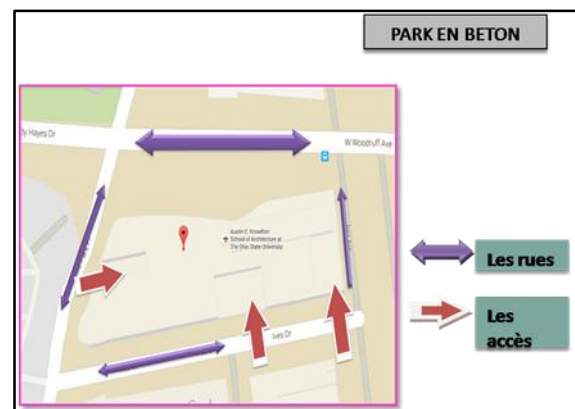 PARK EN BETON
dy Hayes Dr
W Woodruff Ave
Austin E. Knowlton
School of Architecture at
The Ohio State University
Ives Dr
Les rues
Les
accès